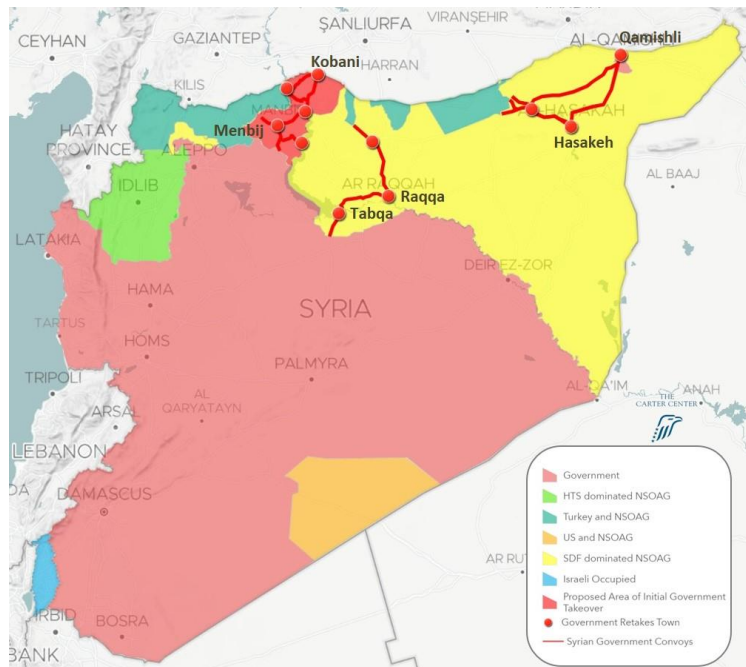 VIRANŞEHIR
ŞANLIURFA
Qamishli
CEYHAN
GAZIANTEP
Kobani
HARRAN
KILIS
Menbij
HATAY
PROVINCE
ALEPPO
Hasakeh
IDLIB
AR RAQQAH
Raqqa
AL BAAJ
Tabqa
LATAKIA
DEIR EZ-ZOR
HAMA
SYRIA
TARTUS
HOMS
PALMYRA
TRIPOLI
AL
QARYATAYN
AL-QA'IM
ANAH
ARSAL
THE
CARTER CENTER
LEBANON
DAMASCUS
Government
HTS dominated NSOAG
Turkey and NSOAG
US and NSOAG
SDF dominated NSOAG
Israeli Occupied
Proposed Area of Initial Government
Takeover
Government Retakes Town
Syrian Government Convoys
AR RUT
IRBID
BOSRA
BANK